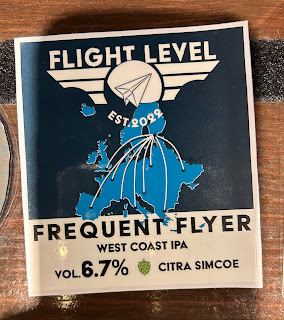 FLIGHT LEVEL
EST.2022
FREQUENT FLYER
WEST COAST IPA
VOL.6.7% CITRA SIMCOE